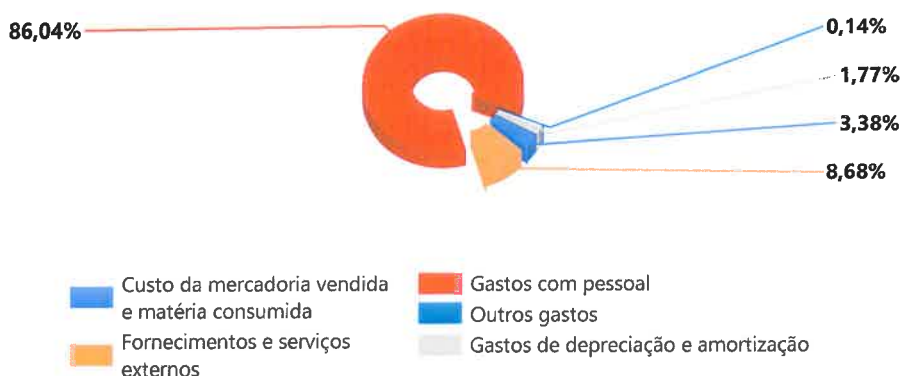 86,04%
0,14%
1,77%
3,38%
8,68%
Custo da mercadoria vendida
e matéria consumida
Fornecimentos e serviços
externos
Gastos com pessoal
Outros gastos
Gastos de depreciação e amortização